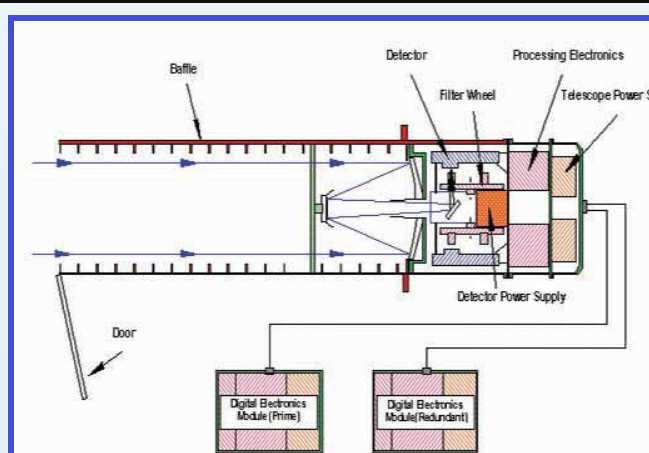 Detector
Processing Electronics
Baffle
Filter Wheel
Telescope Power S
Detector Power Supply
Door
Digital Electronics
Module (Prime)
Digital Electronics
Module(Redundant)